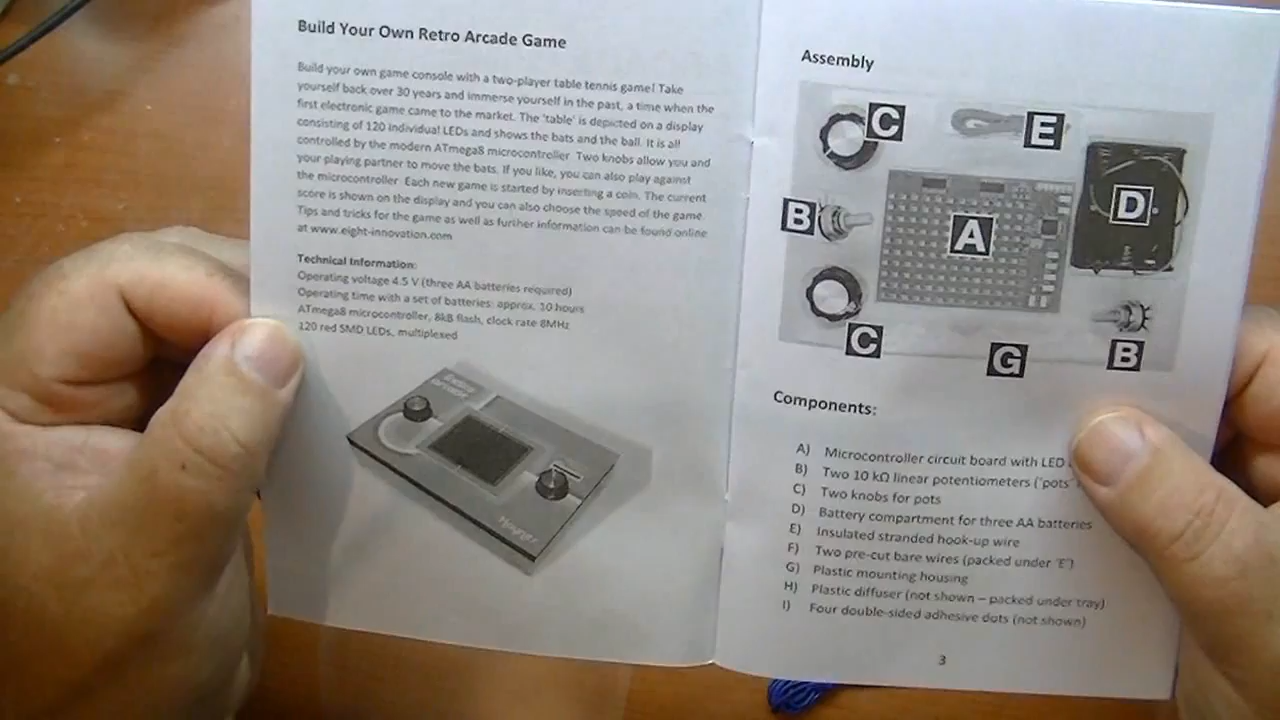 Build Your Own Retro Arcade Game
Build your own game console with a two-player table tennis game! Take
yourself back over 30 years and immerse yourself in the past, a time when the
first electronic game came to the market. The 'table' is depicted on a display
consisting of 120 individual LEDs and shows the bats and the ball. It is all
controlled by the modern ATmega8 microcontroller. Two knobs allow you and
your playing partner to move the bats. If you like, you can also play against
the microcontroller. Each new game is started by inserting a coin. The current
score is shown on the display and you can also choose the speed of the game.
Tips and tricks for the game as well as further information can be found online
at www.eight-innovation.com
Technical Information:
Operating voltage 4.5 V (three AA batteries required)
Operating time with a set of batteries: approx. 10 hours
ATmega8 microcontroller, 8kB flash, clock rate 8MHz
120 red SMD LEDs, multiplexed
Assembly
C
E
B
A
D
C
G
B
Components:
A) Microcontroller circuit board with LED
B) Two 10 kΩ linear potentiometers ('pots'
C) Two knobs for pots
D) Battery compartment for three AA batteries
E) Insulated stranded hook-up wire
F) Two pre-cut bare wires (packed under 'E')
G) Plastic mounting housing
H) Plastic diffuser (not shown – packed under tray)
I) Four double-sided adhesive dots (not shown)
3